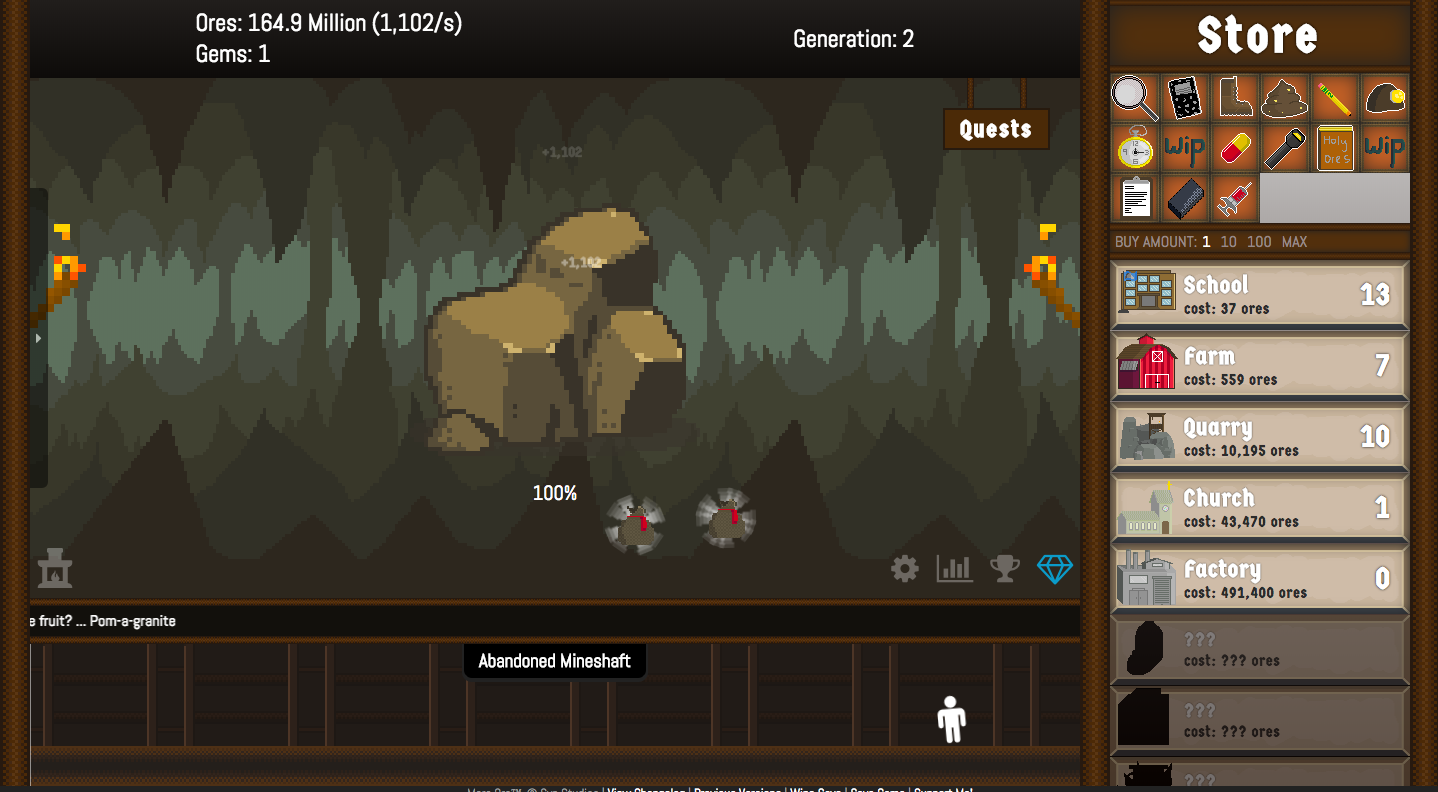 Ores: 164.9 Million (1,102/s)
Gems: 1
Generation: 2
Store
Quests
+1,102
+1,102
100%
Wip
Holy
Ores
Wip
BUY AMOUNT: 1 10 100 MAX
School
cost: 37 ores
13
Farm
cost: 559 ores
7
Quarry
cost: 10,195 ores
10
Church
cost: 43,470 ores
1
Factory
cost: 491,400 ores
0
???
cost: ??? ores
???
cost: ??? ores
???
e fruit? ... Pom-a-granite
Abandoned Mineshaft